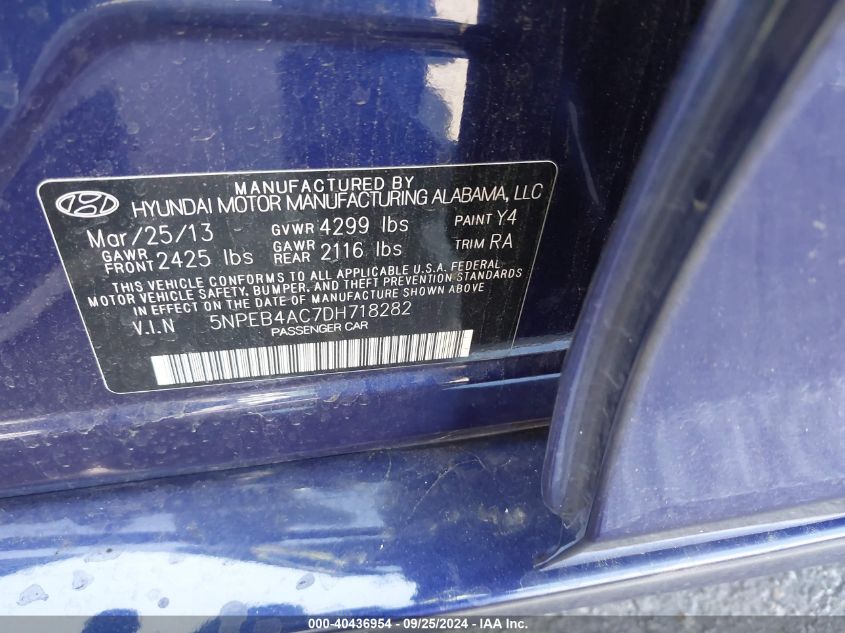 MANUFACTURED BY
HYUNDAI MOTOR MANUFACTURING ALABAMA, LLC
Mar/25/13 GVWR 4299 lbs PAINT Y4
GAWR FRONT 2425 lbs GAWR REAR 2116 lbs TRIM RA
THIS VEHICLE CONFORMS TO ALL APPLICABLE U.S.A. FEDERAL
MOTOR VEHICLE SAFETY, BUMPER, AND THEFT PREVENTION STANDARDS
IN EFFECT ON THE DATE OF MANUFACTURE SHOWN ABOVE
V.I.N 5NPEB4AC7DH718282
PASSENGER CAR
000-40436954 - 09/25/2024 - IAA Inc.